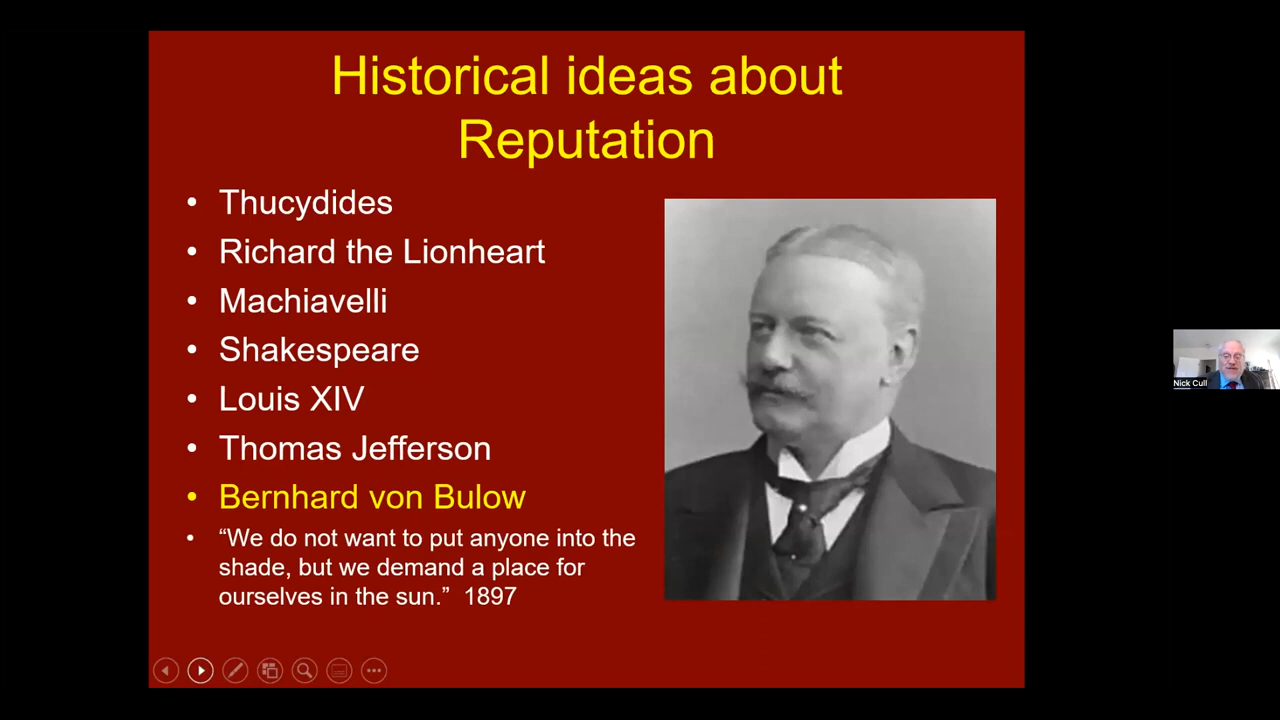 Historical ideas about
Reputation
• Thucydides
• Richard the Lionheart
• Machiavelli
• Shakespeare
• Louis XIV
• Thomas Jefferson
• Bernhard von Bulow
• “We do not want to put anyone into the
shade, but we demand a place for
ourselves in the sun.” 1897
Nick Cull